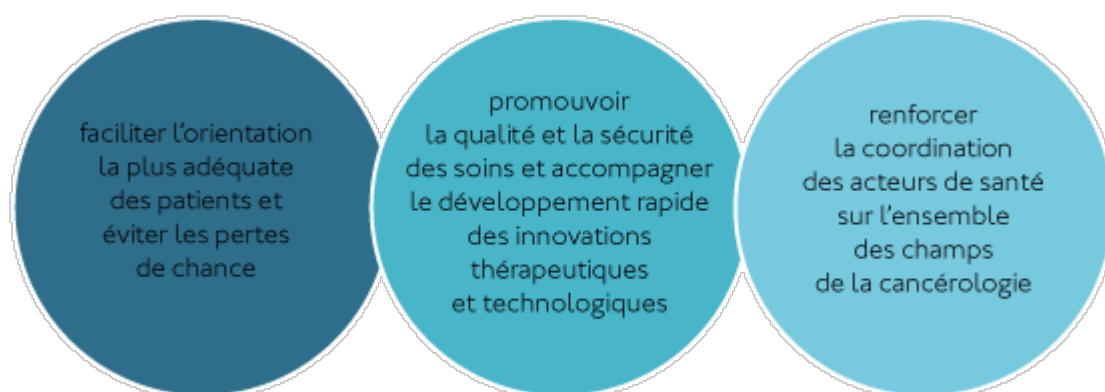 faciliter l’orientation
la plus adéquate
des patients et
éviter les pertes
de chance
promouvoir
la qualité et la sécurité
des soins et accompagner
le développement rapide
des innovations
thérapeutiques
et technologiques
renforcer
la coordination
des acteurs de santé
sur l’ensemble
des champs
de la cancérologie